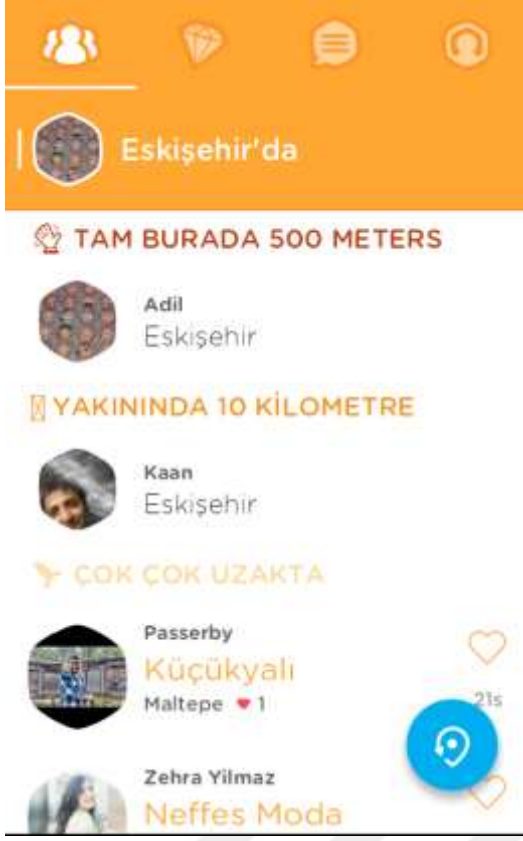 Eskişehir'da
TAM BURADA 500 METERS
Adil
Eskişehir
YAKININDA 10 KİLOMETRE
Kaan
Eskişehir
ÇOK ÇOK UZAKTA
Passerby
Küçükyalı
Maltepe ♥ 1
21s
Zehra Yilmaz
Neffes Moda